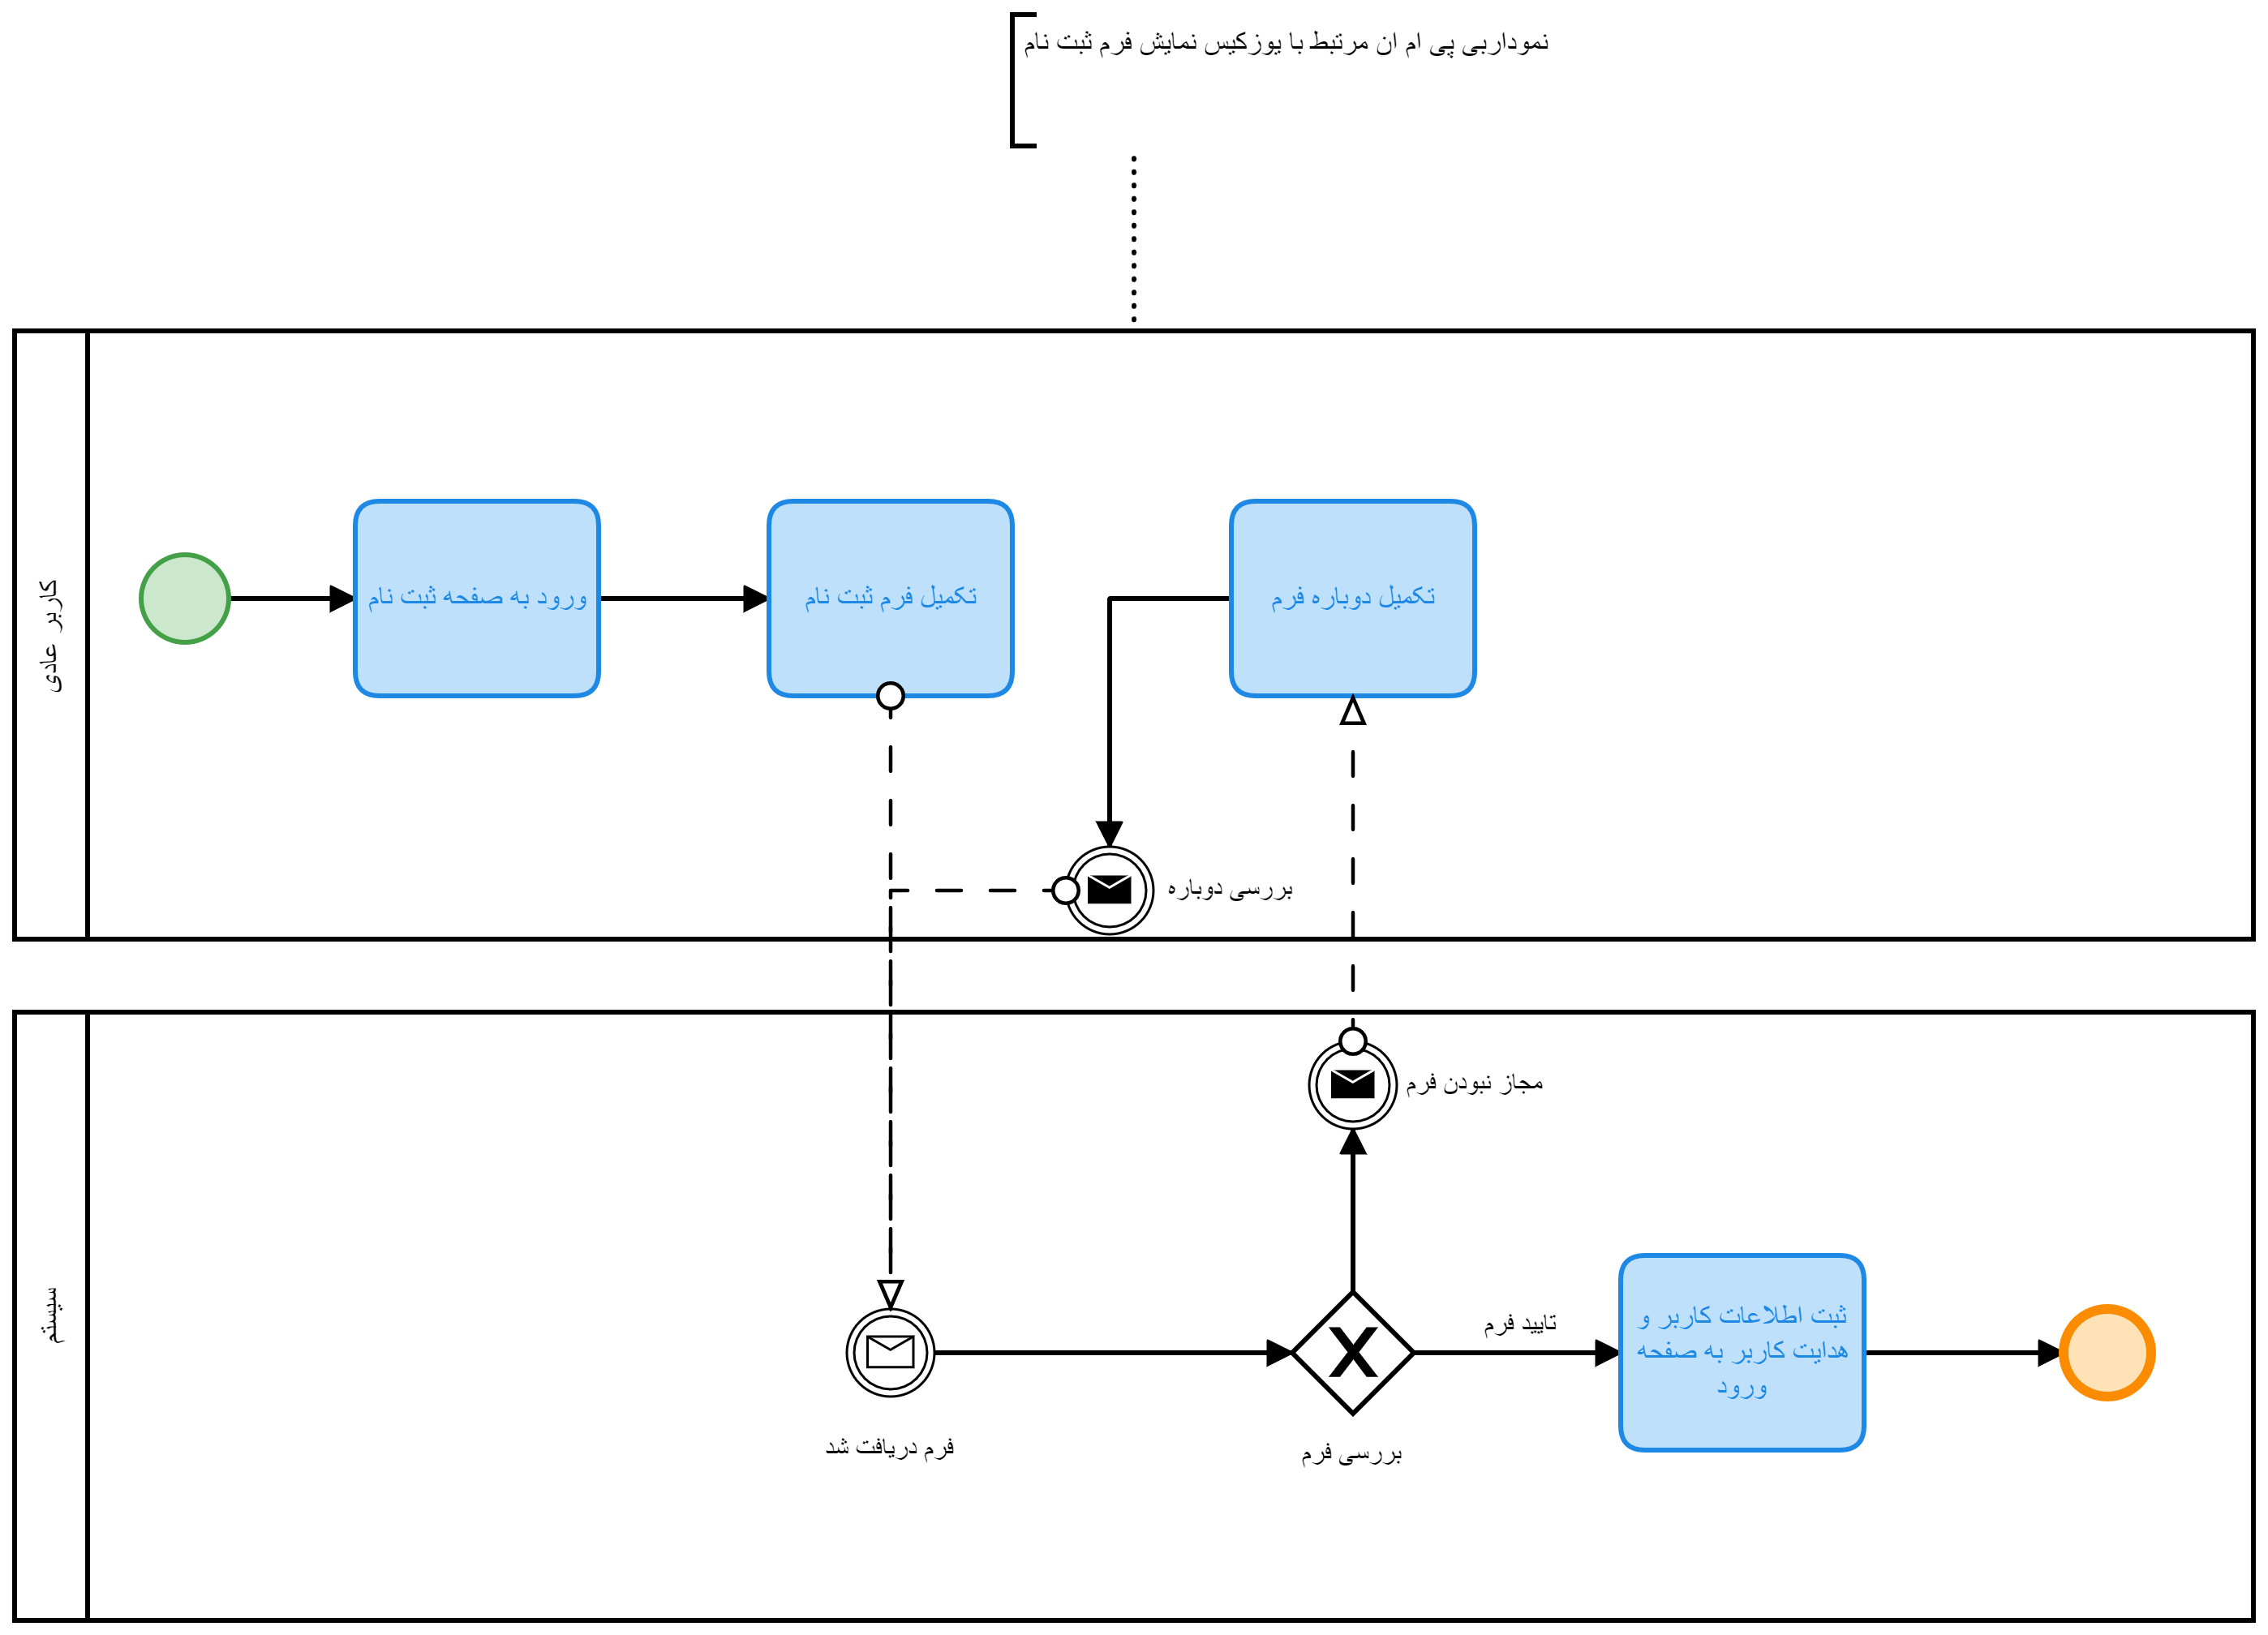 نموداربی پی ام ان مرتبط با یوزکیس نمایش فرم ثبت نام
کاربر عادی
ورود به صفحه ثبت نام
تکمیل فرم ثبت نام
تکمیل دوباره فرم
بررسی دوباره
سیستم
مجاز نبودن فرم
فرم دریافت شد
بررسی فرم
تایید فرم
ثبت اطلاعات کاربر و
هدایت کاربر به صفحه
ورود